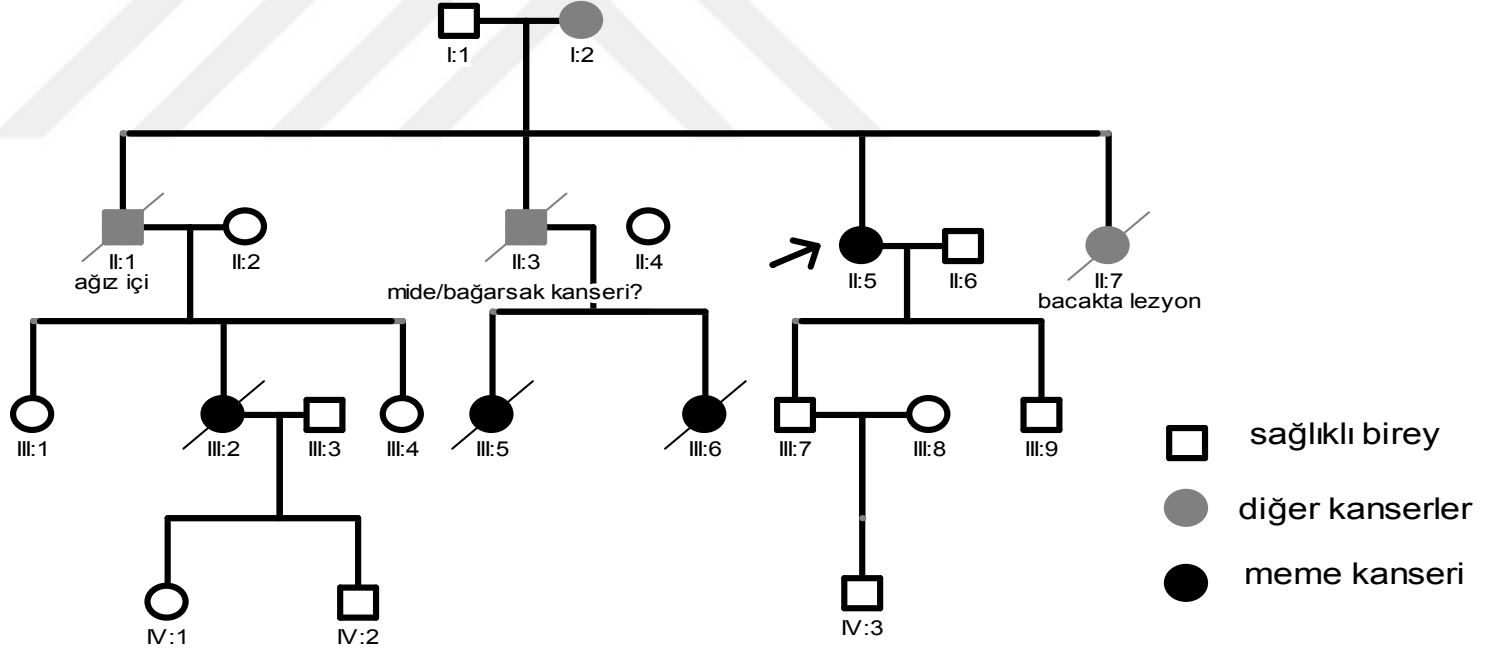 I:1
I:2
II:1
ağız içi
II:2
II:3
mide/bağarsak kanseri?
II:4
II:5
II:6
II:7
bacakta lezyon
III:1
III:2
III:3
III:4
III:5
III:6
III:7
III:8
III:9
IV:1
IV:2
IV:3
sağlıklı birey
diğer kanserler
meme kanseri